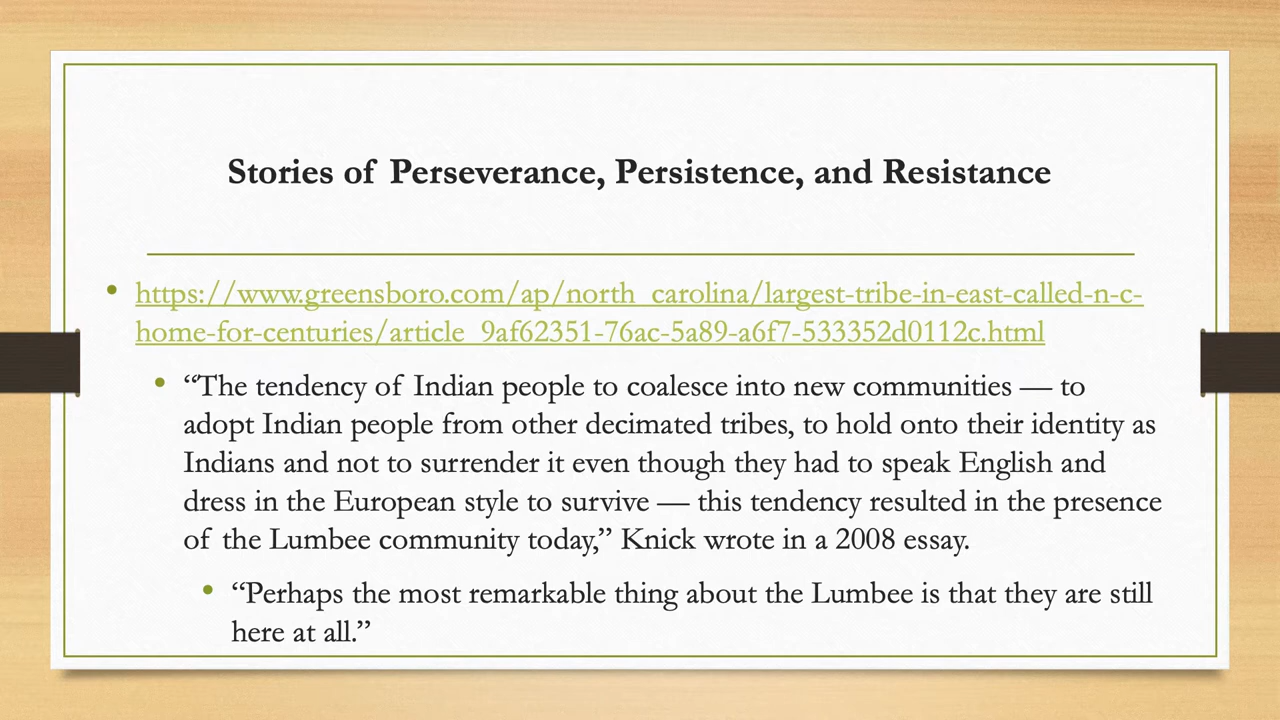 Stories of Perseverance, Persistence, and Resistance
• https://www.greensboro.com/ap/north_carolina/largest-tribe-in-east-called-n-c-
home-for-centuries/article_9af62351-76ac-5a89-a6f7-533352d0112c.html
• “The tendency of Indian people to coalesce into new communities — to
adopt Indian people from other decimated tribes, to hold onto their identity as
Indians and not to surrender it even though they had to speak English and
dress in the European style to survive — this tendency resulted in the presence
of the Lumbee community today,” Knick wrote in a 2008 essay.
• “Perhaps the most remarkable thing about the Lumbee is that they are still
here at all.”